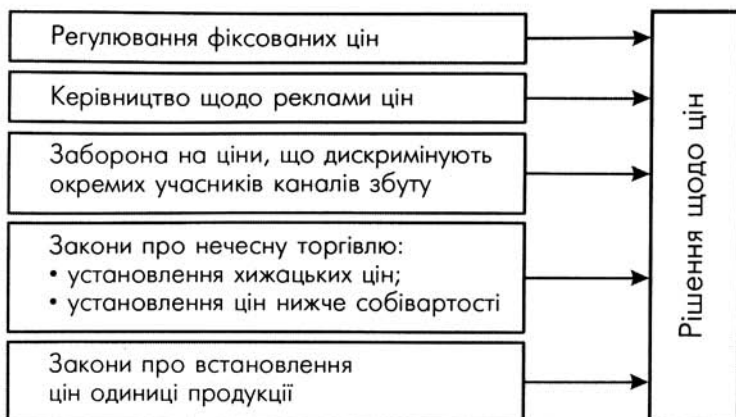 Регулювання фіксованих цін
Керівництво щодо реклами цін
Заборона на ціни, що дискримінують
окремих учасників каналів збуту
Закони про нечесну торгівлю:
• установлення хижацьких цін;
• установлення цін нижче собівартості
Закони про встановлення
цін одиниці продукції
Рішення щодо цін